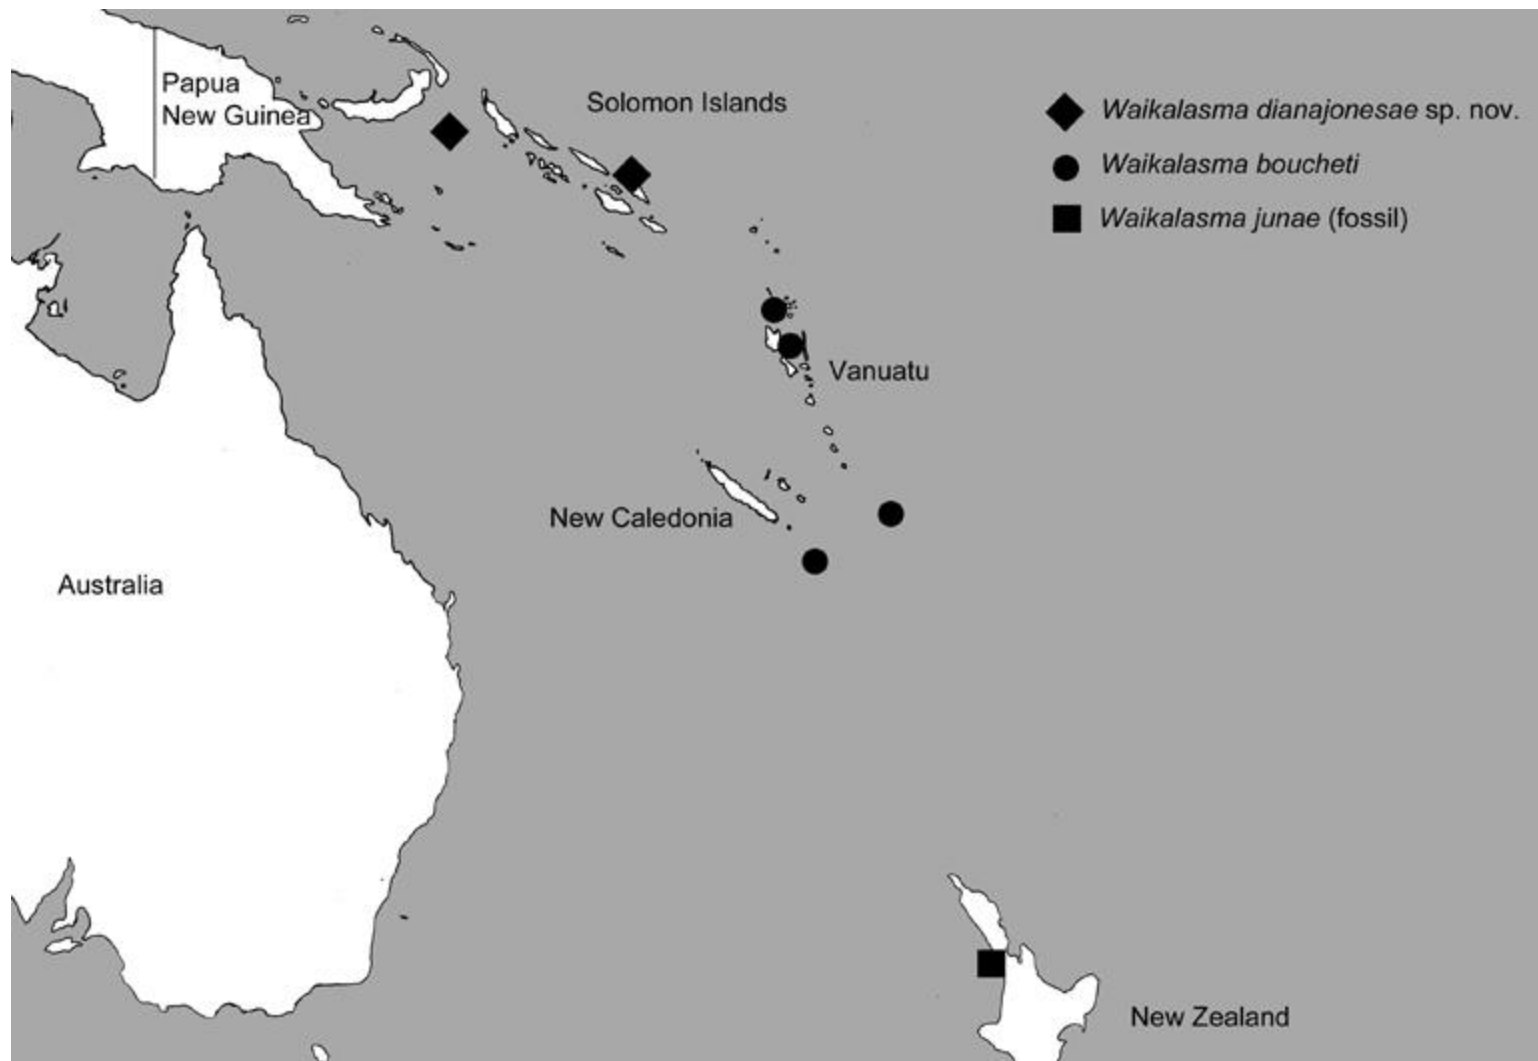 Papua
New Guinea
Solomon Islands
Waikalasma dianajonesae sp. nov.
Waikalasma boucheti
Waikalasma junae (fossil)
Vanuatu
New Caledonia
Australia
New Zealand